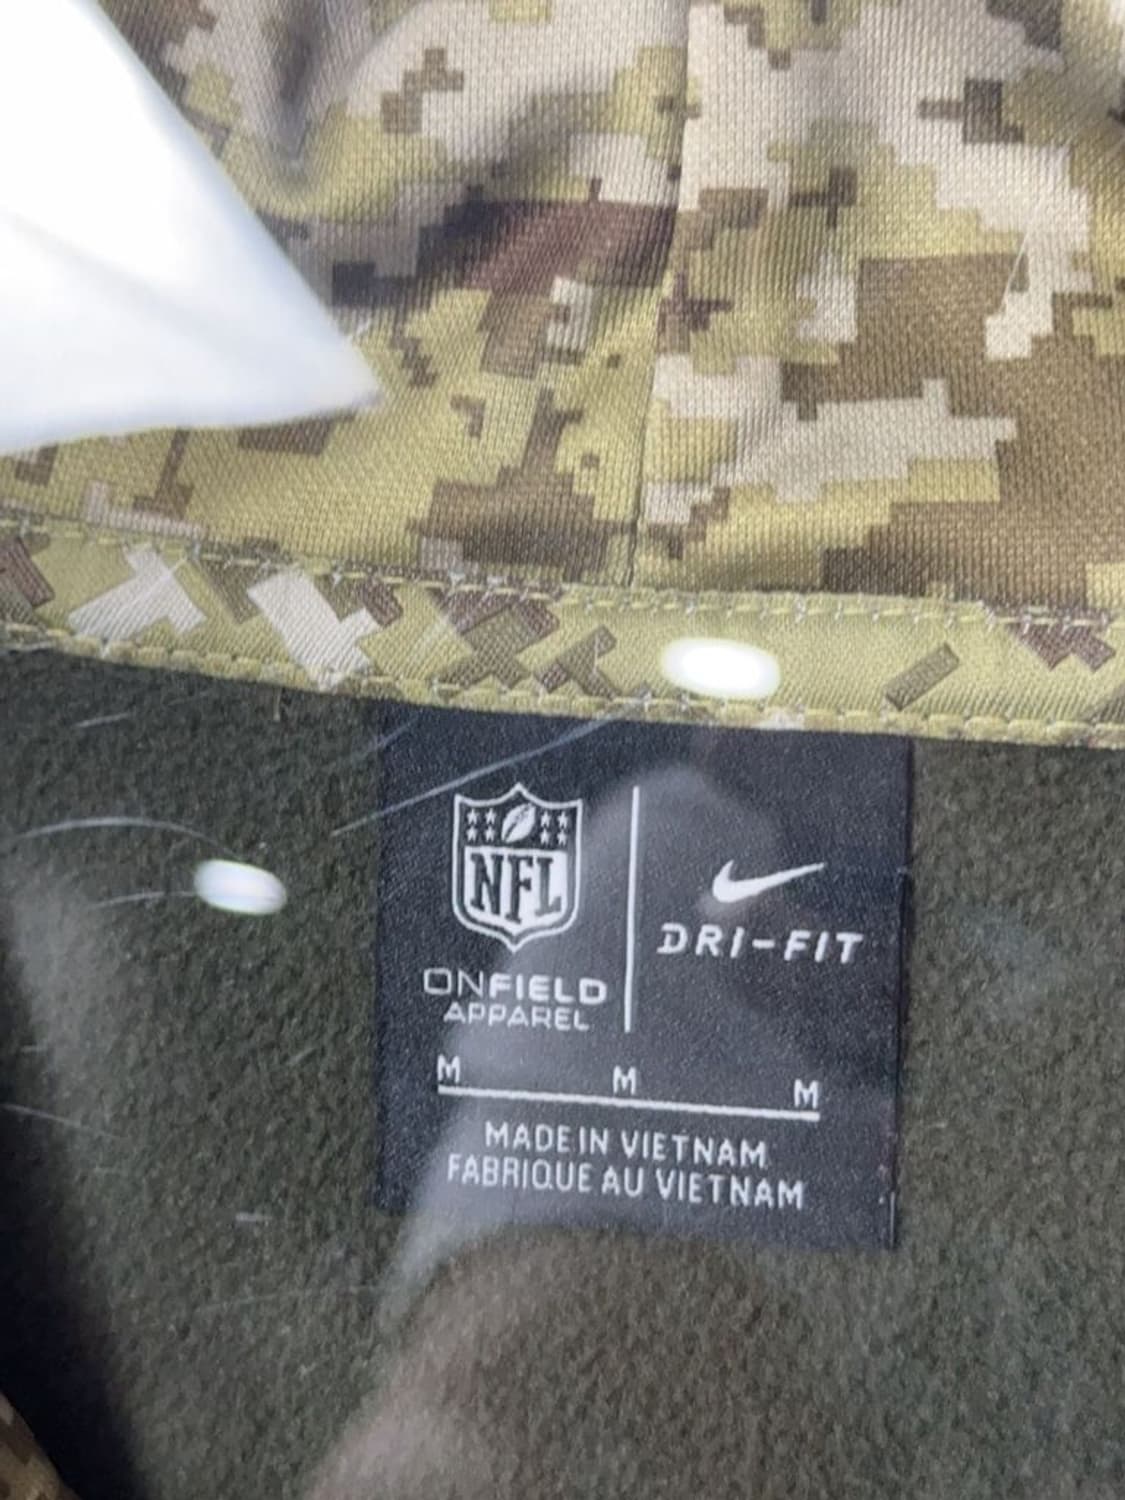 NFL
ONFIELD
APPAREL
DRI-FIT
M M M
MADE IN VIETNAM
FABRIQUE AU VIETNAM